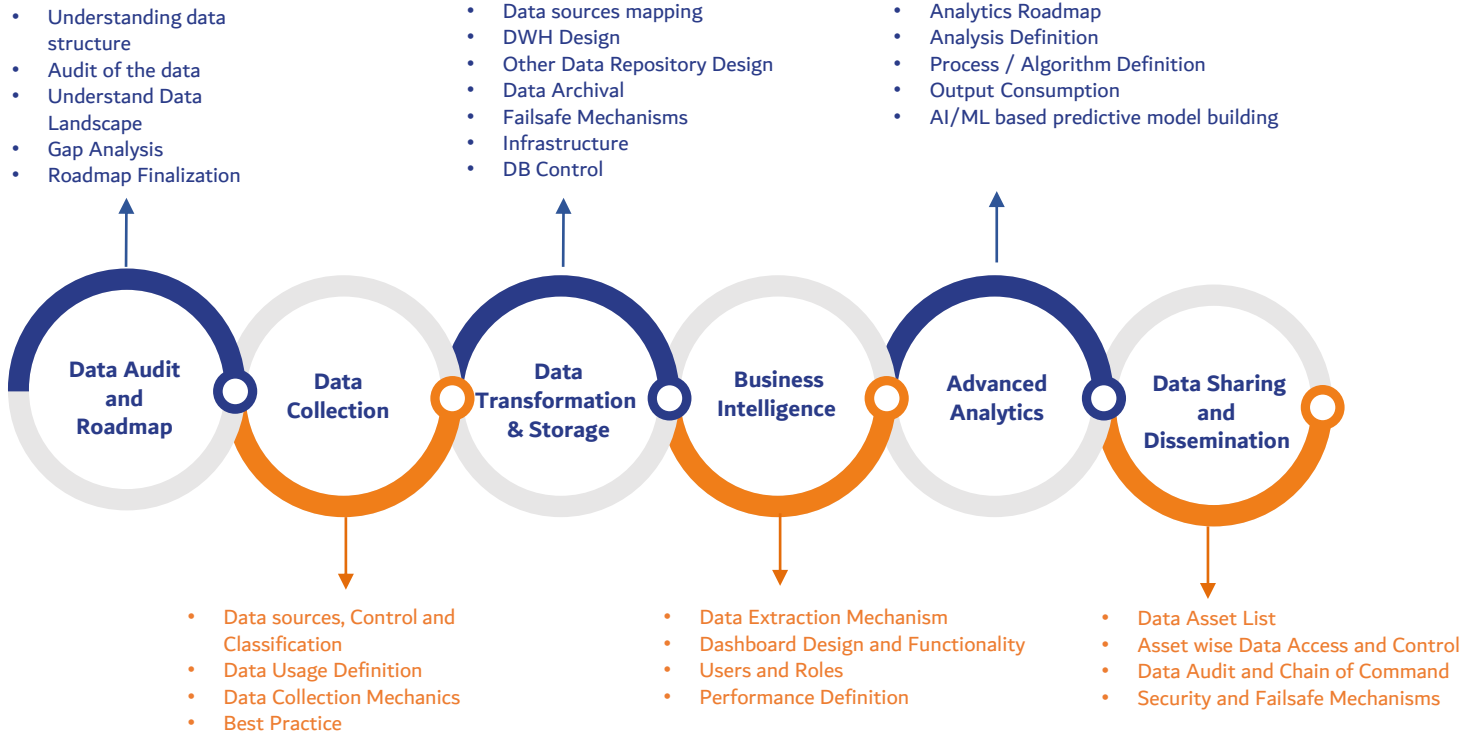 • Understanding data
structure
• Audit of the data
• Understand Data
Landscape
• Gap Analysis
• Roadmap Finalization
• Data sources mapping
• DWH Design
• Other Data Repository Design
• Data Archival
• Failsafe Mechanisms
• Infrastructure
• DB Control
• Analytics Roadmap
• Analysis Definition
• Process / Algorithm Definition
• Output Consumption
• AI/ML based predictive model building
Data Audit
and
Roadmap
Data
Collection
Data
Transformation
& Storage
Business
Intelligence
Advanced
Analytics
Data Sharing
and
Dissemination
• Data sources, Control and
Classification
• Data Usage Definition
• Data Collection Mechanics
• Best Practice
• Data Extraction Mechanism
• Dashboard Design and Functionality
• Users and Roles
• Performance Definition
• Data Asset List
• Asset wise Data Access and Control
• Data Audit and Chain of Command
• Security and Failsafe Mechanisms